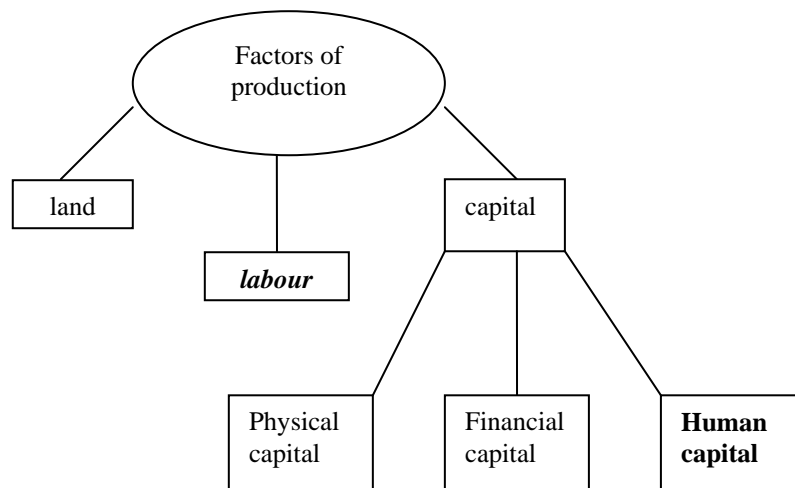 Factors of
production
land
capital
labour
Physical
capital
Financial
capital
Human
capital